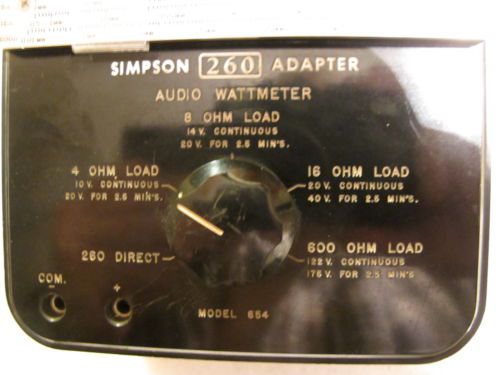 SIMPSON 260 ADAPTER
AUDIO WATTMETER
8 OHM LOAD
14 V. CONTINUOUS
20 V. FOR 2.5 MIN'S.
4 OHM LOAD
10 V. CONTINUOUS
20 V. FOR 2.5 MIN'S.
16 OHM LOAD
20 V. CONTINUOUS
40 V. FOR 2.5 MIN'S.
260 DIRECT
600 OHM LOAD
122 V. CONTINUOUS
175 V. FOR 2.5 MIN'S
COM.
-
+
MODEL 654